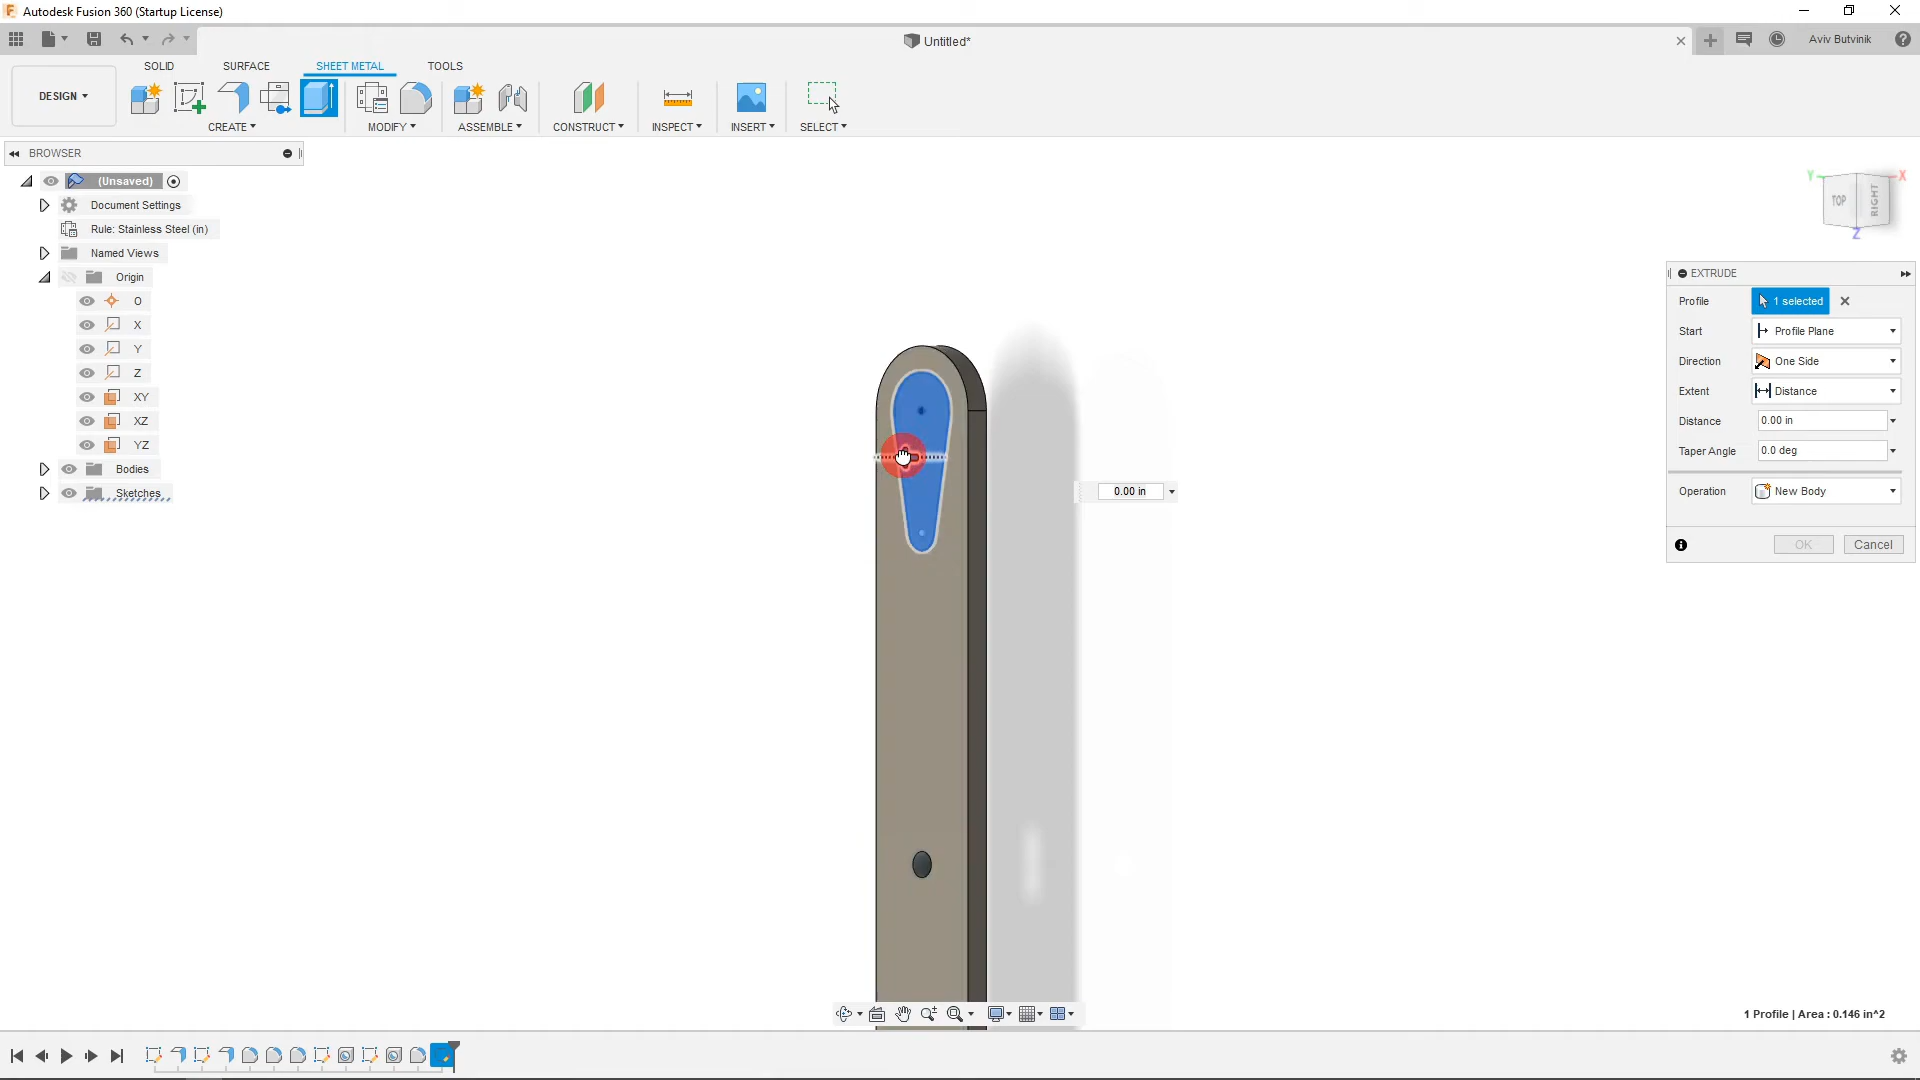 Autodesk Fusion 360 (Startup License)
Untitled*
Aviv Butvinik
DESIGN
SOLID
SURFACE
SHEET METAL
TOOLS
CREATE
MODIFY
ASSEMBLE
CONSTRUCT
INSPECT
INSERT
SELECT
BROWSER
(Unsaved)
Document Settings
Rule: Stainless Steel (in)
Named Views
Origin
O
X
Y
Z
XY
XZ
YZ
Bodies
Sketches
0.00 in
Y
X
TOP
RIGHT
Z
EXTRUDE
Profile 1 selected
Start Profile Plane
Direction One Side
Extent Distance
Distance 0.00 in
Taper Angle 0.0 deg
Operation New Body
OK Cancel
1 Profile | Area : 0.146 in^2